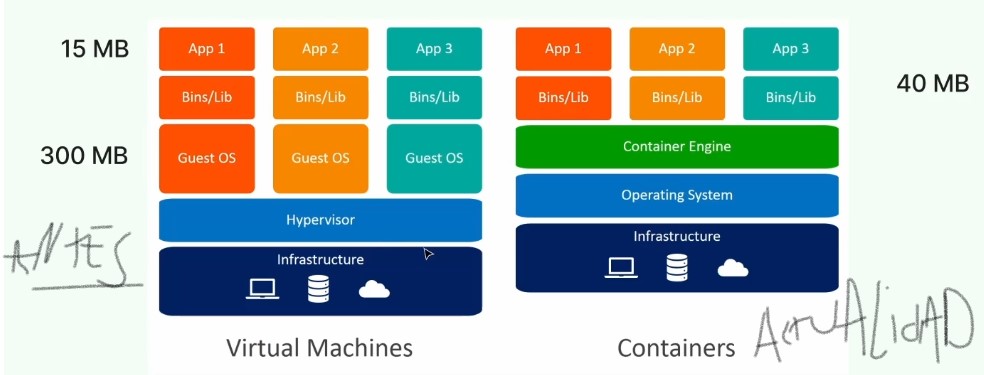 15 MB
App 1 App 2 App 3
Bins/Lib Bins/Lib Bins/Lib
300 MB
Guest OS Guest OS Guest OS
Hypervisor
Infrastructure
Virtual Machines
ANTES
App 1 App 2 App 3
40 MB
Bins/Lib Bins/Lib Bins/Lib
Container Engine
Operating System
Infrastructure
Containers
ActuALidAD